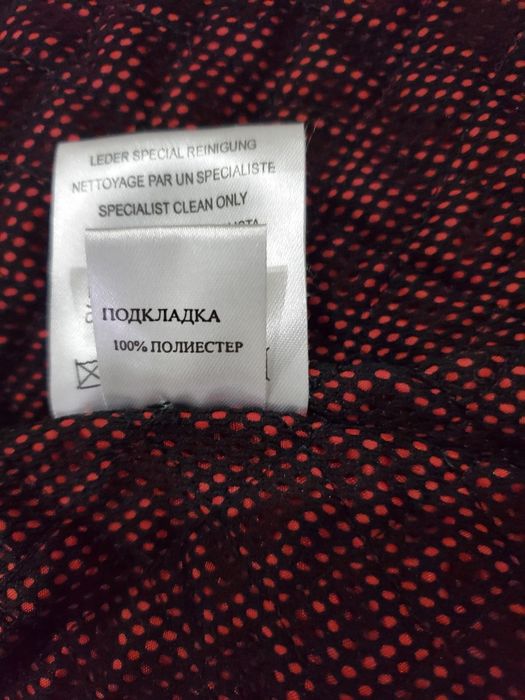 LEDER SPECIAL REINIGUNG
NETTOYAGE PAR UN SPECIALISTE
SPECIALIST CLEAN ONLY
ПОДКЛАДКА
100% ПОЛИЕСТЕР